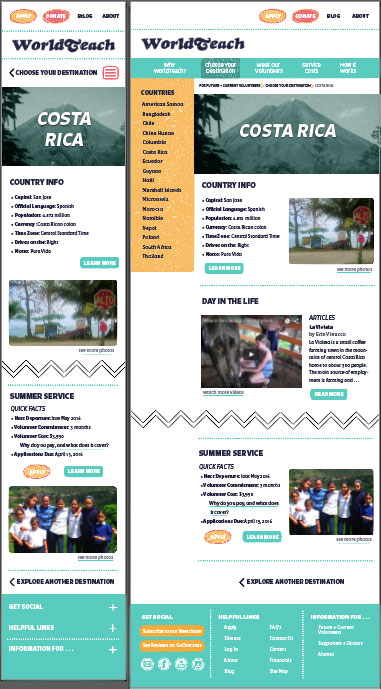 APPLY
DONATE
BLOG
ABOUT
WorldTeach
CHOOSE YOUR DESTINATION
COSTA
RICA
COUNTRY INFO
• Capital: San Jose
• Official Language: Spanish
• Population: 4.872 million
• Currency: Costa Rican colon
• Time Zone: Central Standard Time
• Drives on the: Right
• Motto: Pura Vida
LEARN MORE
see more photos
SUMMER SERVICE
QUICK FACTS
• Next Departure: late May 2016
• Volunteer Commitment: 2 months
• Volunteer Cost: $3,990
Why do you pay, and what does it cover?
• Applications Due: April 15, 2016
APPLY
LEARN MORE
see more photos
EXPLORE ANOTHER DESTINATION
GET SOCIAL +
HELPFUL LINKS +
INFORMATION FOR . . . +
APPLY
DONATE
BLOG
ABOUT
WorldTeach
Why
WorldTeach?
Choose Your
Destination
Meet our
Volunteers
Service
Costs
How it
Works
FOR FUTURE + CURRENT VOLUNTEERS
CHOOSE YOUR DESTINATION
COSTA RICA
COUNTRIES
American Samoa
Bangladesh
Chile
China Hunan
Colombia
Costa Rica
Ecuador
Guyana
Haiti
Marshall Islands
Micronesia
Morocco
Namibia
Nepal
Poland
South Africa
Thailand
COSTA RICA
COUNTRY INFO
• Capital: San Jose
• Official Language: Spanish
• Population: 4.872 million
• Currency: Costa Rican colon
• Time Zone: Central Standard Time
• Drives on the: Right
• Motto: Pura Vida
LEARN MORE
see more photos
DAY IN THE LIFE
watch more videos
ARTICLES
La Violeta
by Erin Vinacco
La Violeta is a small coffee
farming town in the moun-
tains of central Costa Rica
home to about 300 people.
The main source of employ-
ment is farming and . . .
READ MORE
SUMMER SERVICE
QUICK FACTS
• Next Departure: late May 2016
• Volunteer Commitment: 2 months
• Volunteer Cost: $3,990
Why do you pay, and what does
it cover?
• Applications Due: April 15, 2016
APPLY
LEARN MORE
see more photos
EXPLORE ANOTHER DESTINATION
GET SOCIAL
Subscribe to our Newsletter
See Reviews on GoOverseas
HELPFUL LINKS
Apply
Donate
Log In
About
Blog
FAQ's
Contact Us
Careers
Financials
Site Map
INFORMATION FOR . . .
Future + Current
Volunteers
Supporters + Donors
Alumni